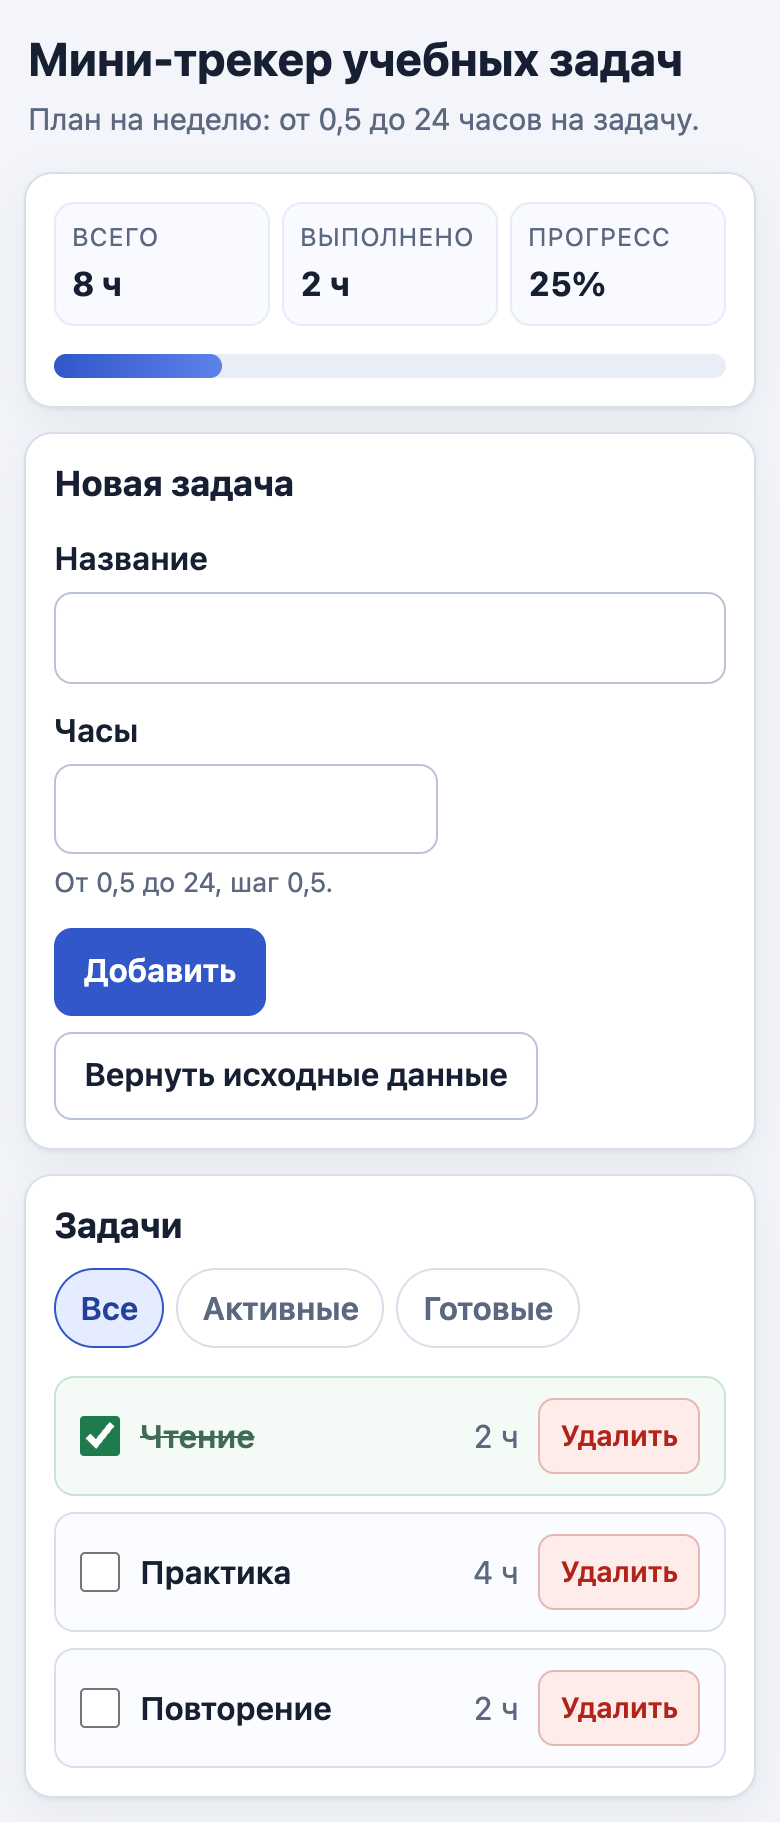 Мини-трекер учебных задач
План на неделю: от 0,5 до 24 часов на задачу.
ВСЕГО
8 ч
ВЫПОЛНЕНО
2 ч
ПРОГРЕСС
25%
Новая задача
Название
Часы
От 0,5 до 24, шаг 0,5.
Добавить
Вернуть исходные данные
Задачи
Все Активные Готовые
Чтение 2 ч Удалить
Практика 4 ч Удалить
Повторение 2 ч Удалить